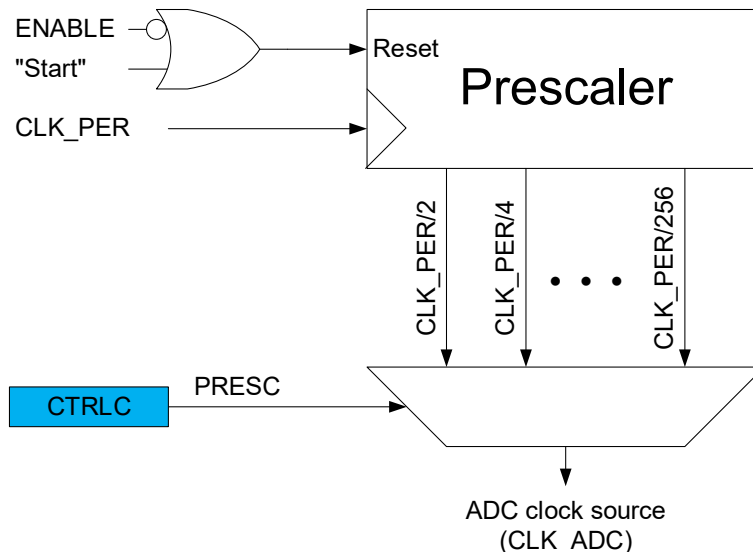 ENABLE
"Start"
Reset
Prescaler
CLK_PER
CLK_PER/2
CLK_PER/4
CLK_PER/256
CTRLC
PRESC
ADC clock source
(CLK_ADC)